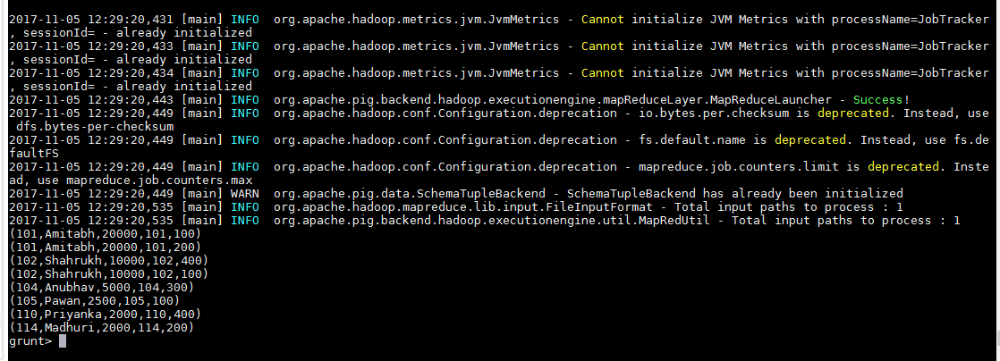 2017-11-05 12:29:20,431 [main] INFO  org.apache.hadoop.metrics.jvm.JvmMetrics - Cannot initialize JVM Metrics with processName=JobTracker
, sessionId= - already initialized
2017-11-05 12:29:20,433 [main] INFO  org.apache.hadoop.metrics.jvm.JvmMetrics - Cannot initialize JVM Metrics with processName=JobTracker
, sessionId= - already initialized
2017-11-05 12:29:20,434 [main] INFO  org.apache.hadoop.metrics.jvm.JvmMetrics - Cannot initialize JVM Metrics with processName=JobTracker
, sessionId= - already initialized
2017-11-05 12:29:20,443 [main] INFO  org.apache.pig.backend.hadoop.executionengine.mapReduceLayer.MapReduceLauncher - Success!
2017-11-05 12:29:20,449 [main] INFO  org.apache.hadoop.conf.Configuration.deprecation - io.bytes.per.checksum is deprecated. Instead, use
 dfs.bytes-per-checksum
2017-11-05 12:29:20,449 [main] INFO  org.apache.hadoop.conf.Configuration.deprecation - fs.default.name is deprecated. Instead, use fs.de
faultFS
2017-11-05 12:29:20,449 [main] INFO  org.apache.hadoop.conf.Configuration.deprecation - mapreduce.job.counters.limit is deprecated. Inste
ad, use mapreduce.job.counters.max
2017-11-05 12:29:20,449 [main] WARN  org.apache.pig.data.SchemaTupleBackend - SchemaTupleBackend has already been initialized
2017-11-05 12:29:20,535 [main] INFO  org.apache.hadoop.mapreduce.lib.input.FileInputFormat - Total input paths to process : 1
2017-11-05 12:29:20,535 [main] INFO  org.apache.pig.backend.hadoop.executionengine.util.MapRedUtil - Total input paths to process : 1
(101,Amitabh,20000,101,100)
(101,Amitabh,20000,101,200)
(102,Shahrukh,10000,102,400)
(102,Shahrukh,10000,102,100)
(104,Anubhav,5000,104,300)
(105,Pawan,2500,105,100)
(110,Priyanka,2000,110,400)
(114,Madhuri,2000,114,200)
grunt>